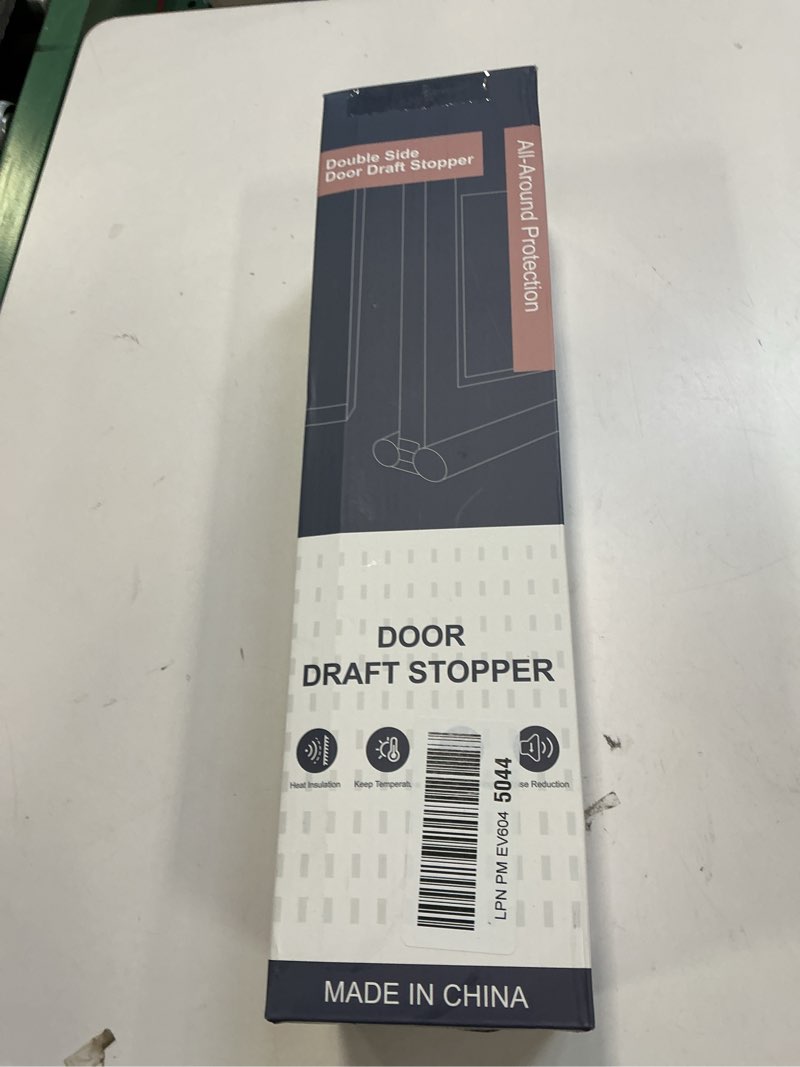 Double Side
Door Draft Stopper
All-Around Protection
DOOR
DRAFT STOPPER
Heat Insulation
Keep Temperatu
se Reduction
LPN PM EV604 5044
MADE IN CHINA